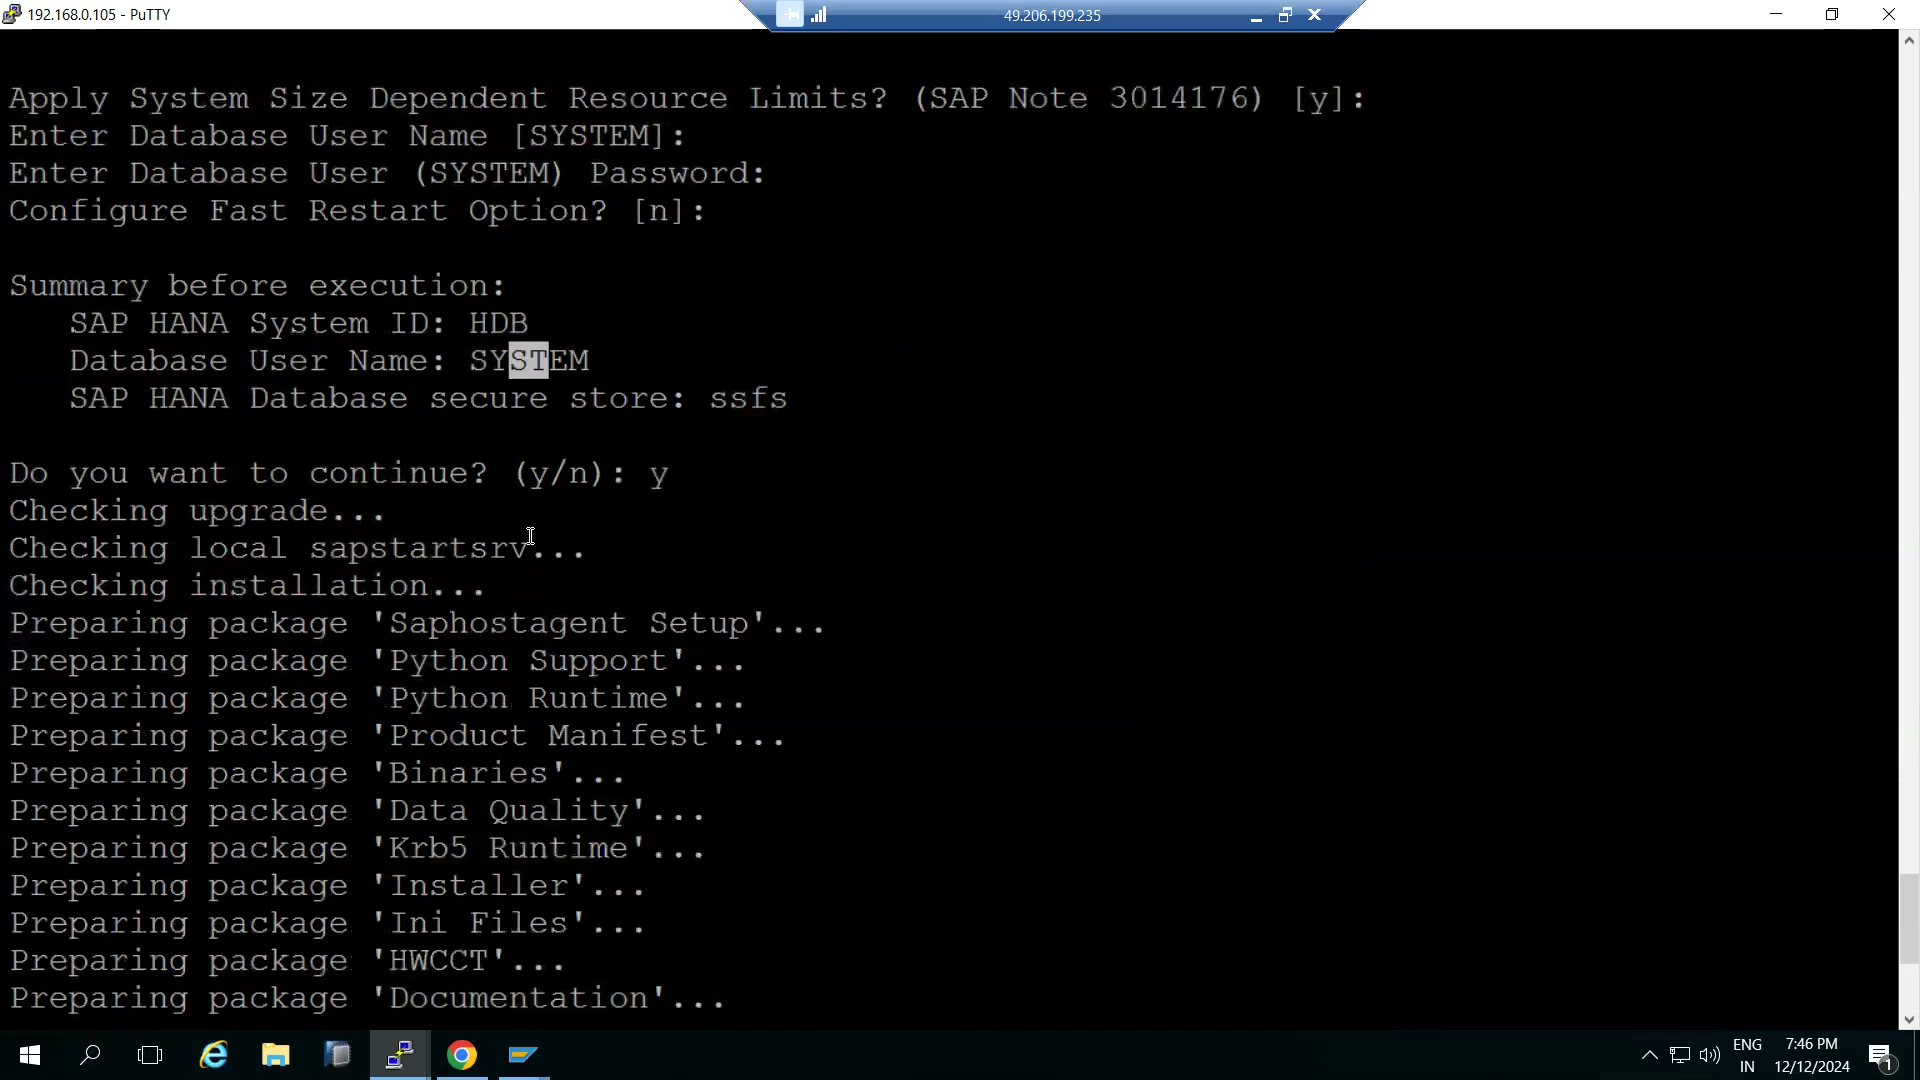 192.168.0.105 - PuTTY
49.206.199.235
Apply System Size Dependent Resource Limits? (SAP Note 3014176) [y]:
Enter Database User Name [SYSTEM]:
Enter Database User (SYSTEM) Password:
Configure Fast Restart Option? [n]:
Summary before execution:
SAP HANA System ID: HDB
Database User Name: SYSTEM
SAP HANA Database secure store: ssfs
Do you want to continue? (y/n): y
Checking upgrade...
Checking local sapstartsrv...
Checking installation...
Preparing package 'Saphostagent Setup'...
Preparing package 'Python Support'...
Preparing package 'Python Runtime'...
Preparing package 'Product Manifest'...
Preparing package 'Binaries'...
Preparing package 'Data Quality'...
Preparing package 'Krb5 Runtime'...
Preparing package 'Installer'...
Preparing package 'Ini Files'...
Preparing package 'HWCCT'...
Preparing package 'Documentation'...
ENG
IN
7:46 PM
12/12/2024
1